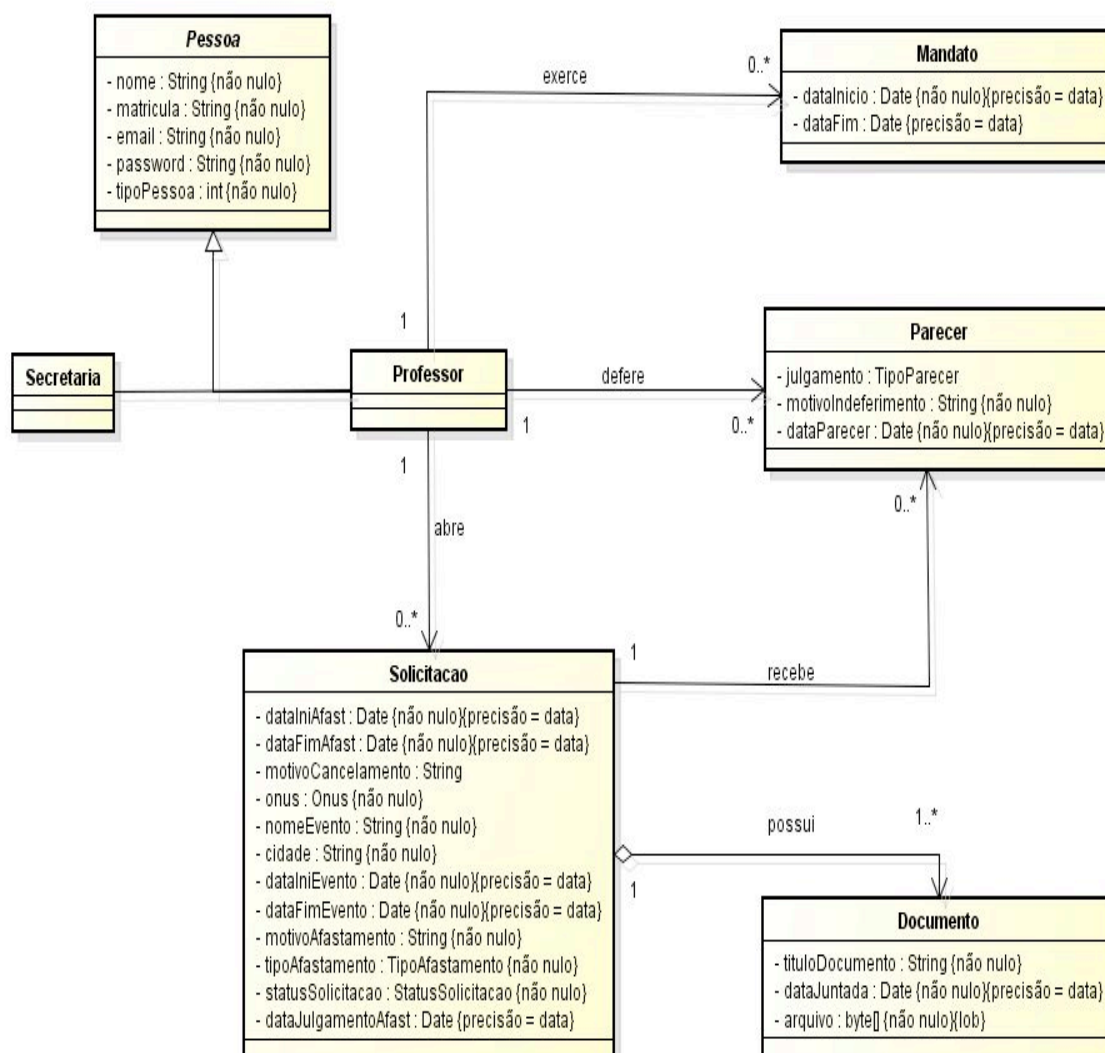 Pessoa
- nome : String {não nulo}
- matricula : String {não nulo}
- email : String {não nulo}
- password : String {não nulo}
- tipoPessoa : int {não nulo}
exerce
0..*
Mandato
- dataInicio : Date {não nulo}{precisão = data}
- dataFim : Date {precisão = data}
1
Secretaria
Professor
defere
1
0..*
Parecer
- julgamento : TipoParecer
- motivoIndeferimento : String {não nulo}
- dataParecer : Date {não nulo}{precisão = data}
1
abre
0..*
0..*
1
recebe
Solicitacao
- dataIniAfast : Date {não nulo}{precisão = data}
- dataFimAfast : Date {não nulo}{precisão = data}
- motivoCancelamento : String
- onus : Onus {não nulo}
- nomeEvento : String {não nulo}
- cidade : String {não nulo}
- dataIniEvento : Date {não nulo}{precisão = data}
- dataFimEvento : Date {não nulo}{precisão = data}
- motivoAfastamento : String {não nulo}
- tipoAfastamento : TipoAfastamento {não nulo}
- statusSolicitacao : StatusSolicitacao {não nulo}
- dataJulgamentoAfast : Date {precisão = data}
possui
1..*
1
Documento
- tituloDocumento : String {não nulo}
- dataJuntada : Date {não nulo}{precisão = data}
- arquivo : byte[] {não nulo}{lob}